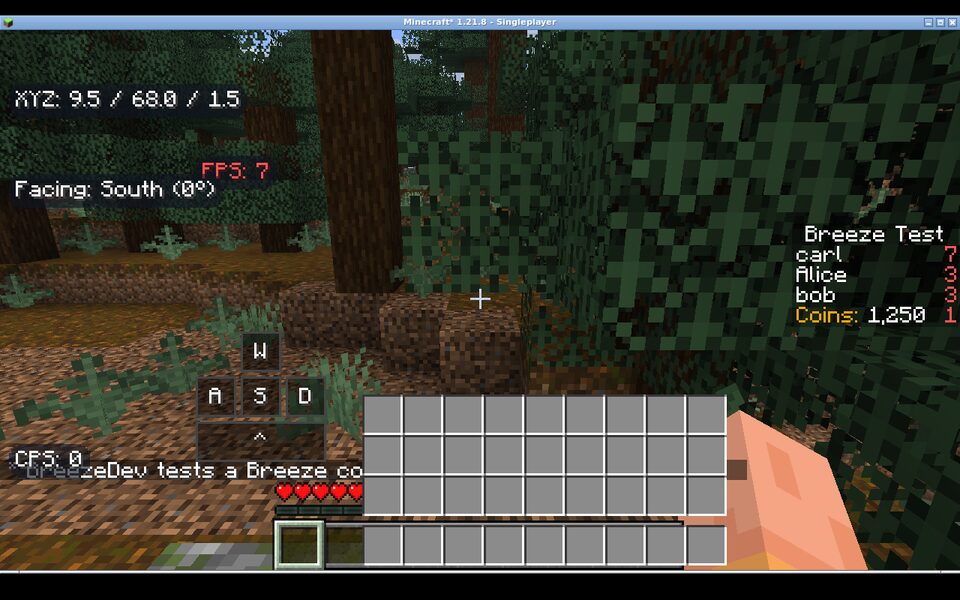 Minecraft* 1.21.8 - Singleplayer
XYZ: 9.5 / 68.0 / 1.5
FPS: 7
Facing: South (0°)
Breeze Test
carl 7
Alice 3
bob 3
Coins: 1,250 1
W
A S D
^
CPS: 0
BreezeDev tests a Breeze co